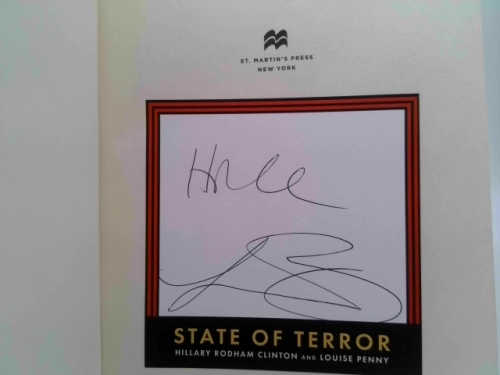 ST. MARTIN'S PRESS
NEW YORK
STATE OF TERROR
HILLARY RODHAM CLINTON AND LOUISE PENNY